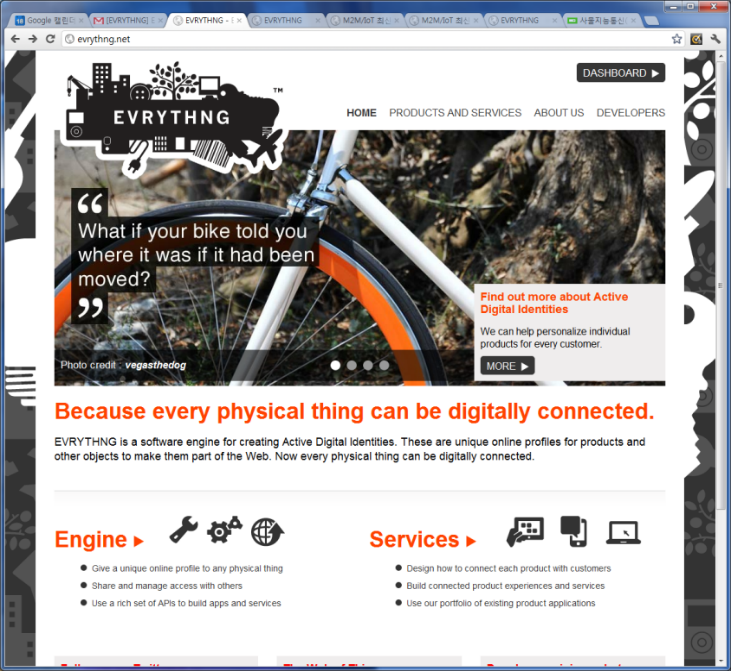 Google 캘린더
[EVRYTHNG] E
EVRYTHNG - E
EVRYTHNG
M2M/IoT 최신
M2M/IoT 최신
EVRYTHNG
사물지능통신
evrythng.net
DASHBOARD
EVRYTHNG
TM
HOME PRODUCTS AND SERVICES ABOUT US DEVELOPERS
“
What if your bike told you
where it was if it had been
moved?
”
Find out more about Active
Digital Identities
We can help personalize individual
products for every customer.
MORE
Photo credit : vegasthedog
Because every physical thing can be digitally connected.
EVRYTHNG is a software engine for creating Active Digital Identities. These are unique online profiles for products and
other objects to make them part of the Web. Now every physical thing can be digitally connected.
Engine
Give a unique online profile to any physical thing
Share and manage access with others
Use a rich set of APIs to build apps and services
Services
Design how to connect each product with customers
Build connected product experiences and services
Use our portfolio of existing product applications